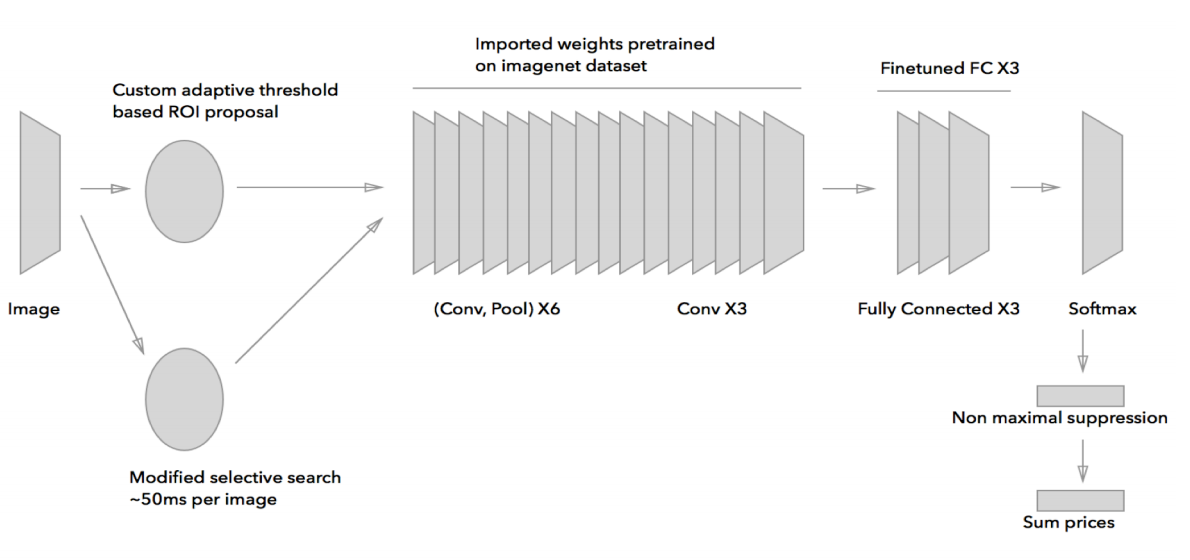 Imported weights pretrained
on imagenet dataset
Finetuned FC X3
Custom adaptive threshold
based ROI proposal
Image
(Conv, Pool) X6
Conv X3
Fully Connected X3
Softmax
Non maximal suppression
Modified selective search
~50ms per image
Sum prices